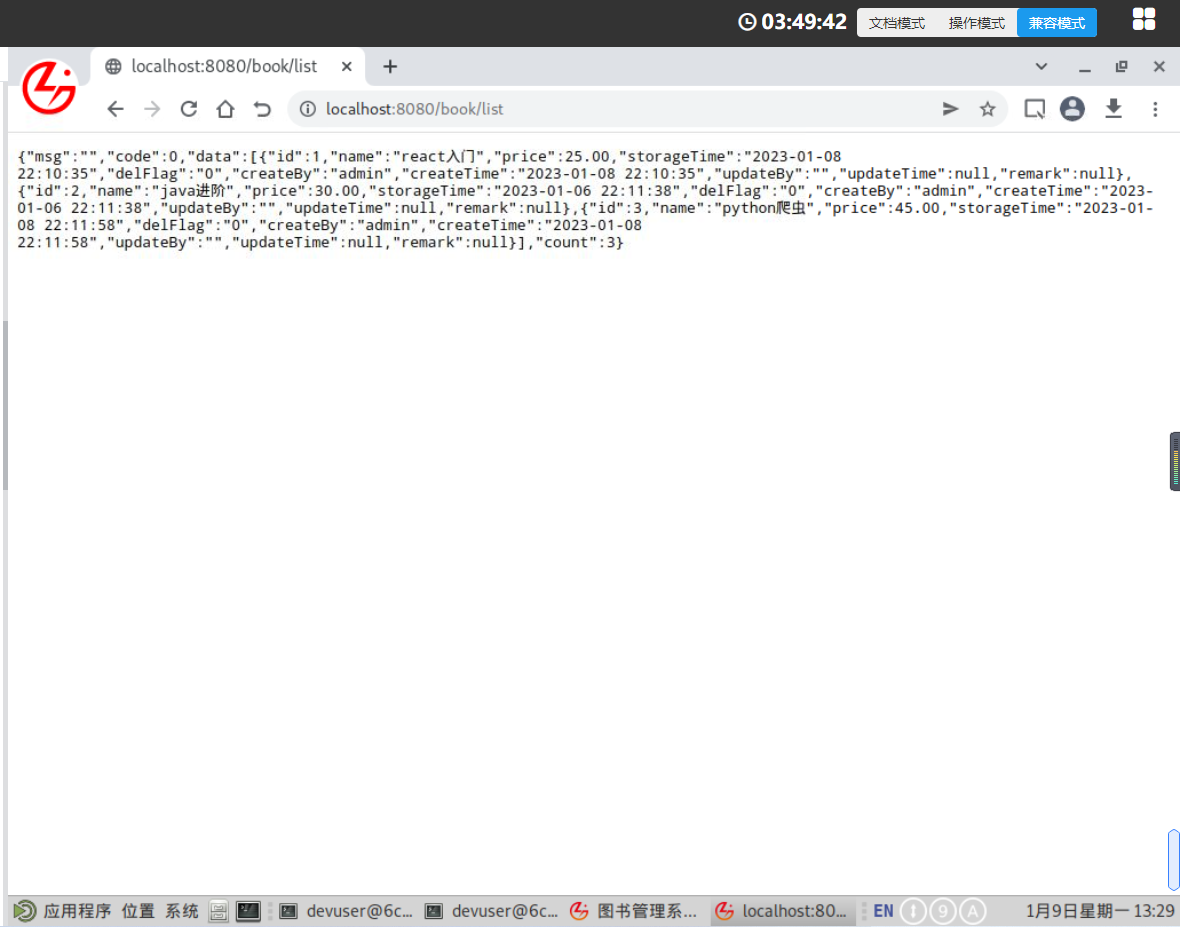 03:49:42 文档模式 操作模式 兼容模式
localhost:8080/book/list
localhost:8080/book/list
{"msg":"","code":0,"data":[{"id":1,"name":"react入门","price":25.00,"storageTime":"2023-01-08
22:10:35","delFlag":"0","createBy":"admin","createTime":"2023-01-08 22:10:35","updateBy":"","updateTime":null,"remark":null},
{"id":2,"name":"java进阶","price":30.00,"storageTime":"2023-01-06 22:11:38","delFlag":"0","createBy":"admin","createTime":"2023-
01-06 22:11:38","updateBy":"","updateTime":null,"remark":null},{"id":3,"name":"python爬虫","price":45.00,"storageTime":"2023-01-
08 22:11:58","delFlag":"0","createBy":"admin","createTime":"2023-01-08
22:11:58","updateBy":"","updateTime":null,"remark":null}],"count":3}
应用程序 位置 系统 devuser@6c... devuser@6c... 图书管理系... localhost:80... EN 9 A 1月9日星期一 13:29